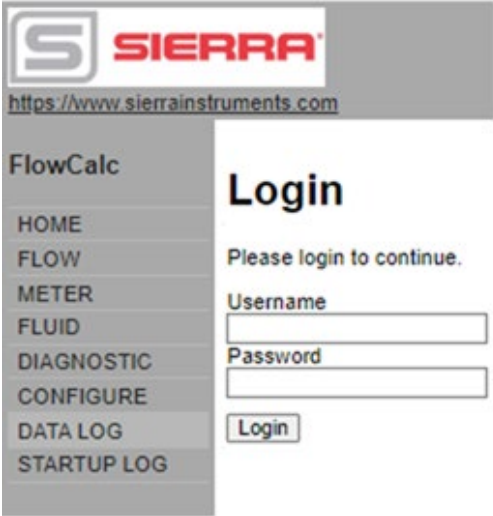 S SIERRA
https://www.sierrainstruments.com
FlowCalc
HOME
FLOW
METER
FLUID
DIAGNOSTIC
CONFIGURE
DATA LOG
STARTUP LOG
Login
Please login to continue.
Username
Password
Login